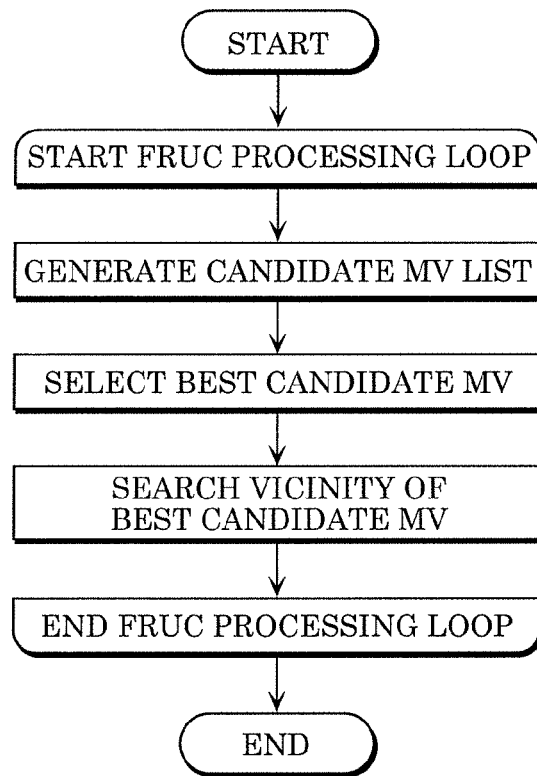 START
START FRUC PROCESSING LOOP
GENERATE CANDIDATE MV LIST
SELECT BEST CANDIDATE MV
SEARCH VICINITY OF
BEST CANDIDATE MV
END FRUC PROCESSING LOOP
END